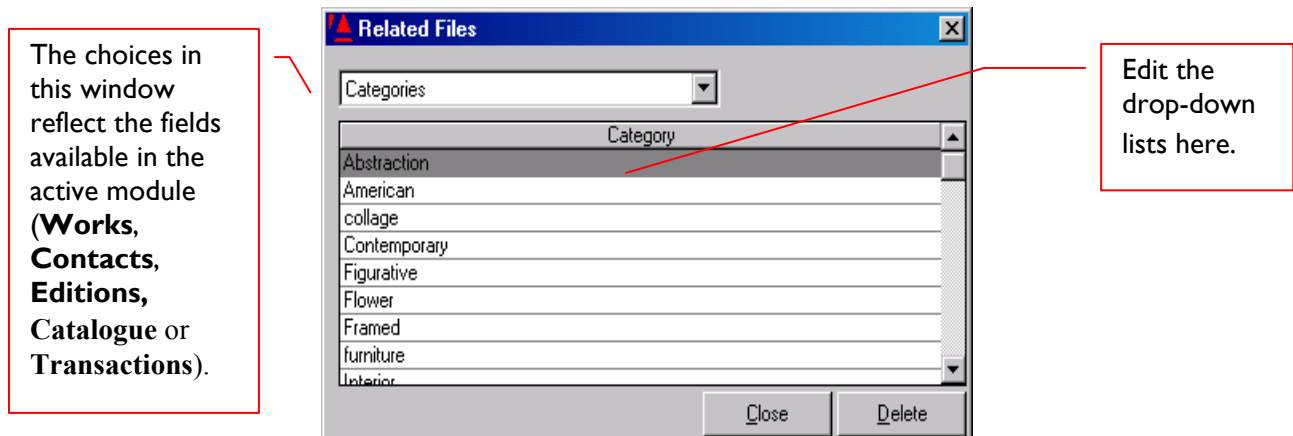 The choices in
this window
reflect the fields
available in the
active module
(Works,
Contacts,
Editions,
Catalogue or
Transactions).
Related Files
Categories
Category
Abstraction
American
collage
Contemporary
Figurative
Flower
Framed
furniture
Interior
Close
Delete
Edit the
drop-down
lists here.